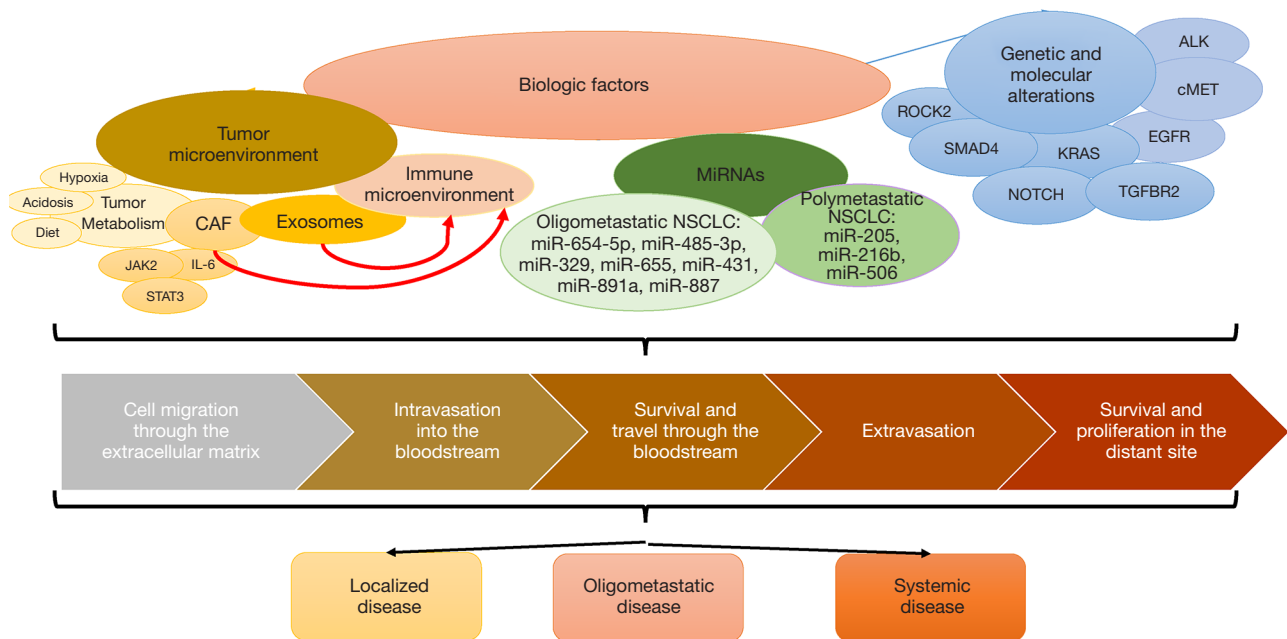 Biologic factors
Genetic and
molecular
alterations
ALK
cMET
EGFR
ROCK2
SMAD4
KRAS
NOTCH
TGFBR2
Tumor
microenvironment
Immune
microenvironment
Hypoxia
Acidosis
Diet
Tumor
Metabolism
CAF
Exosomes
JAK2
IL-6
STAT3
MiRNAs
Oligometastatic NSCLC:
miR-654-5p, miR-485-3p,
miR-329, miR-655, miR-431,
miR-891a, miR-887
Polymetastatic
NSCLC:
miR-205,
miR-216b,
miR-506
Cell migration
through the
extracellular matrix
Intravasation
into the
bloodstream
Survival and
travel through the
bloodstream
Extravasation
Survival and
proliferation in the
distant site
Localized
disease
Oligometastatic
disease
Systemic
disease